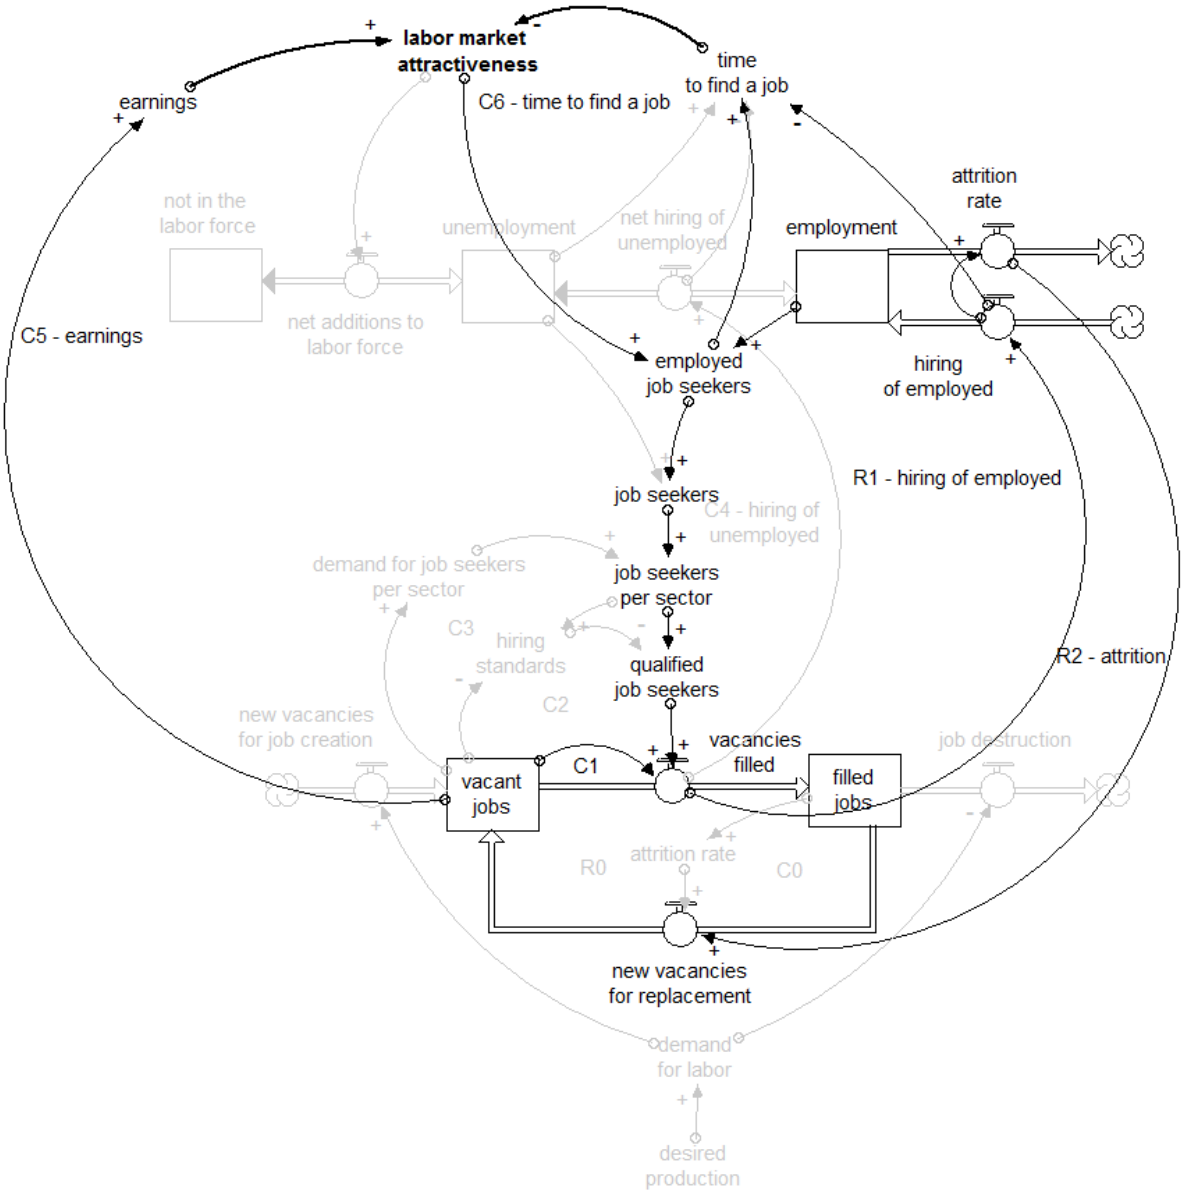 +
-
labor market
attractiveness
time
to find a job
earnings
+
C6 - time to find a job
+
+
-
-
attrition
rate
not in the
labor force
unemployment
net hiring of
unemployed
employment
+
+
net additions to
labor force
C5 - earnings
+
+
+
employed
job seekers
hiring
of employed
+
+
+
job seekers
R1 - hiring of employed
C4 - hiring of
unemployed
+
+
demand for job seekers
per sector
job seekers
per sector
+
C3
+
+
-
+
hiring
standards
qualified
job seekers
R2 - attrition
-
C2
new vacancies
for job creation
vacancies
filled
job destruction
+
+
C1
vacant
jobs
filled
jobs
+
-
+
attrition rate
R0
C0
+
+
new vacancies
for replacement
demand
for labor
+
desired
production